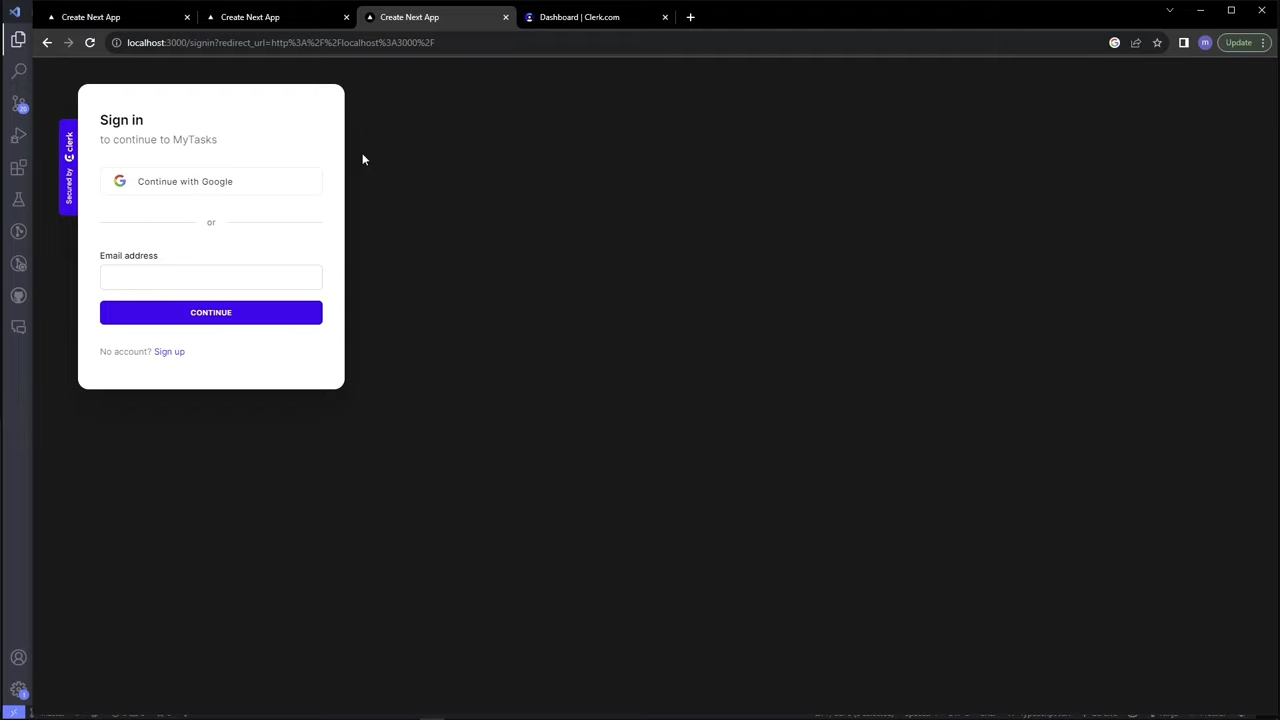 Create Next App
Create Next App
Create Next App
Dashboard | Clerk.com
localhost:3000/signin?redirect_url=http%3A%2F%2Flocalhost%3A3000%2F
m
Update
20
Sign in
to continue to MyTasks
Secured by clerk
Continue with Google
or
Email address
CONTINUE
No account? Sign up
1